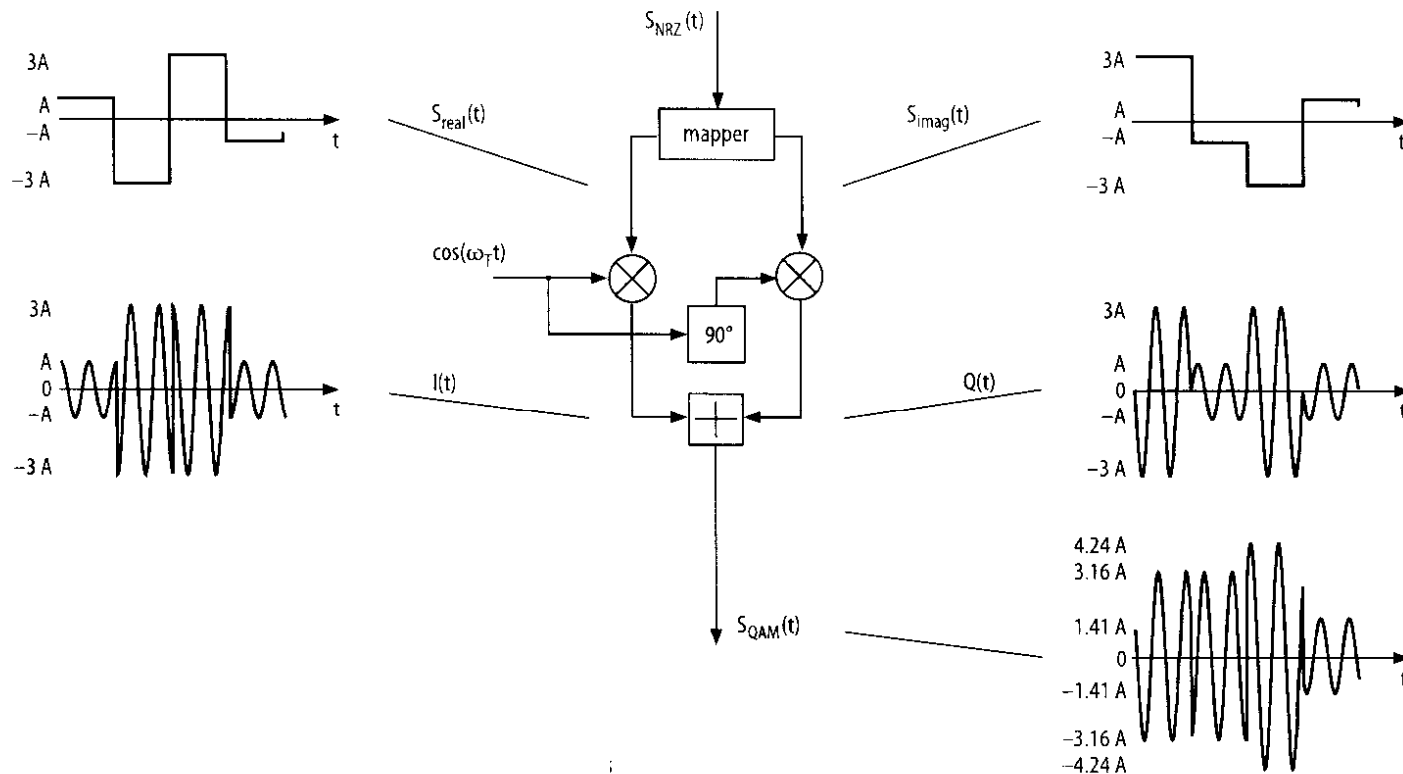 S_NRZ(t)
3A
A
−A
−3 A
t
S_real(t)
mapper
S_imag(t)
3A
A
−A
−3 A
t
cos(ω_T t)
90°
3A
A
0
−A
−3 A
t
I(t)
Q(t)
3A
A
0
−A
−3 A
t
S_QAM(t)
4.24 A
3.16 A
1.41 A
0
−1.41 A
−3.16 A
−4.24 A
t